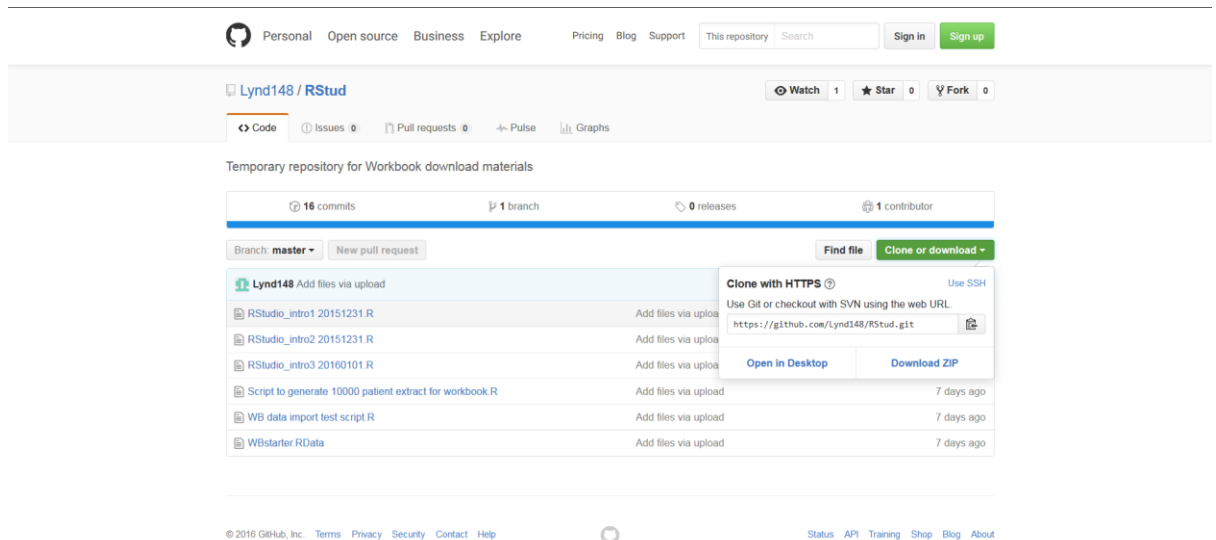 Personal Open source Business Explore Pricing Blog Support This repository Search Sign in Sign up
Lynd148 / RStud Watch 1 Star 0 Fork 0
Code Issues 0 Pull requests 0 Pulse Graphs
Temporary repository for Workbook download materials
16 commits 1 branch 0 releases 1 contributor
Branch: master New pull request Find file Clone or download
Lynd148 Add files via upload
Clone with HTTPS Use SSH
Use Git or checkout with SVN using the web URL.
https://github.com/Lynd148/RStud.git
Open in Desktop Download ZIP
RStudio_intro1 20151231.R Add files via uploa
RStudio_intro2 20151231.R Add files via uploa
RStudio_intro3 20160101.R Add files via uploa
Script to generate 10000 patient extract for workbook.R Add files via upload 7 days ago
WB data import test script.R Add files via upload 7 days ago
WBstarter.RData Add files via upload 7 days ago
© 2016 GitHub, Inc. Terms Privacy Security Contact Help Status API Training Shop Blog About